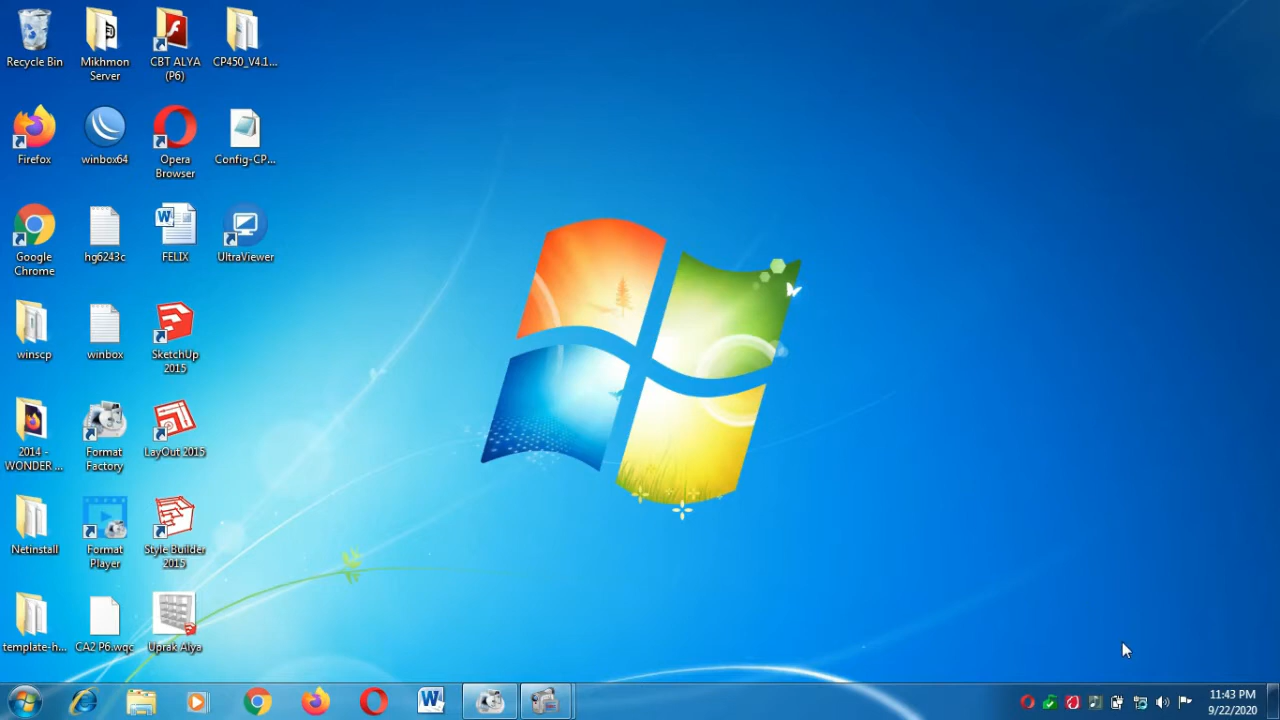 Recycle Bin
Mikhmon
Server
CBT ALYA
(P6)
CP450_V4.1...
Firefox
winbox64
Opera
Browser
Config-CP...
Google
Chrome
hg6243c
FELIX
UltraViewer
winscp
winbox
SketchUp
2015
2014 -
WONDER ...
Format
Factory
LayOut 2015
Netinstall
Format
Player
Style Builder
2015
template-h...
CA2 P6.wqc
Uprak Alya
11:43 PM
9/22/2020